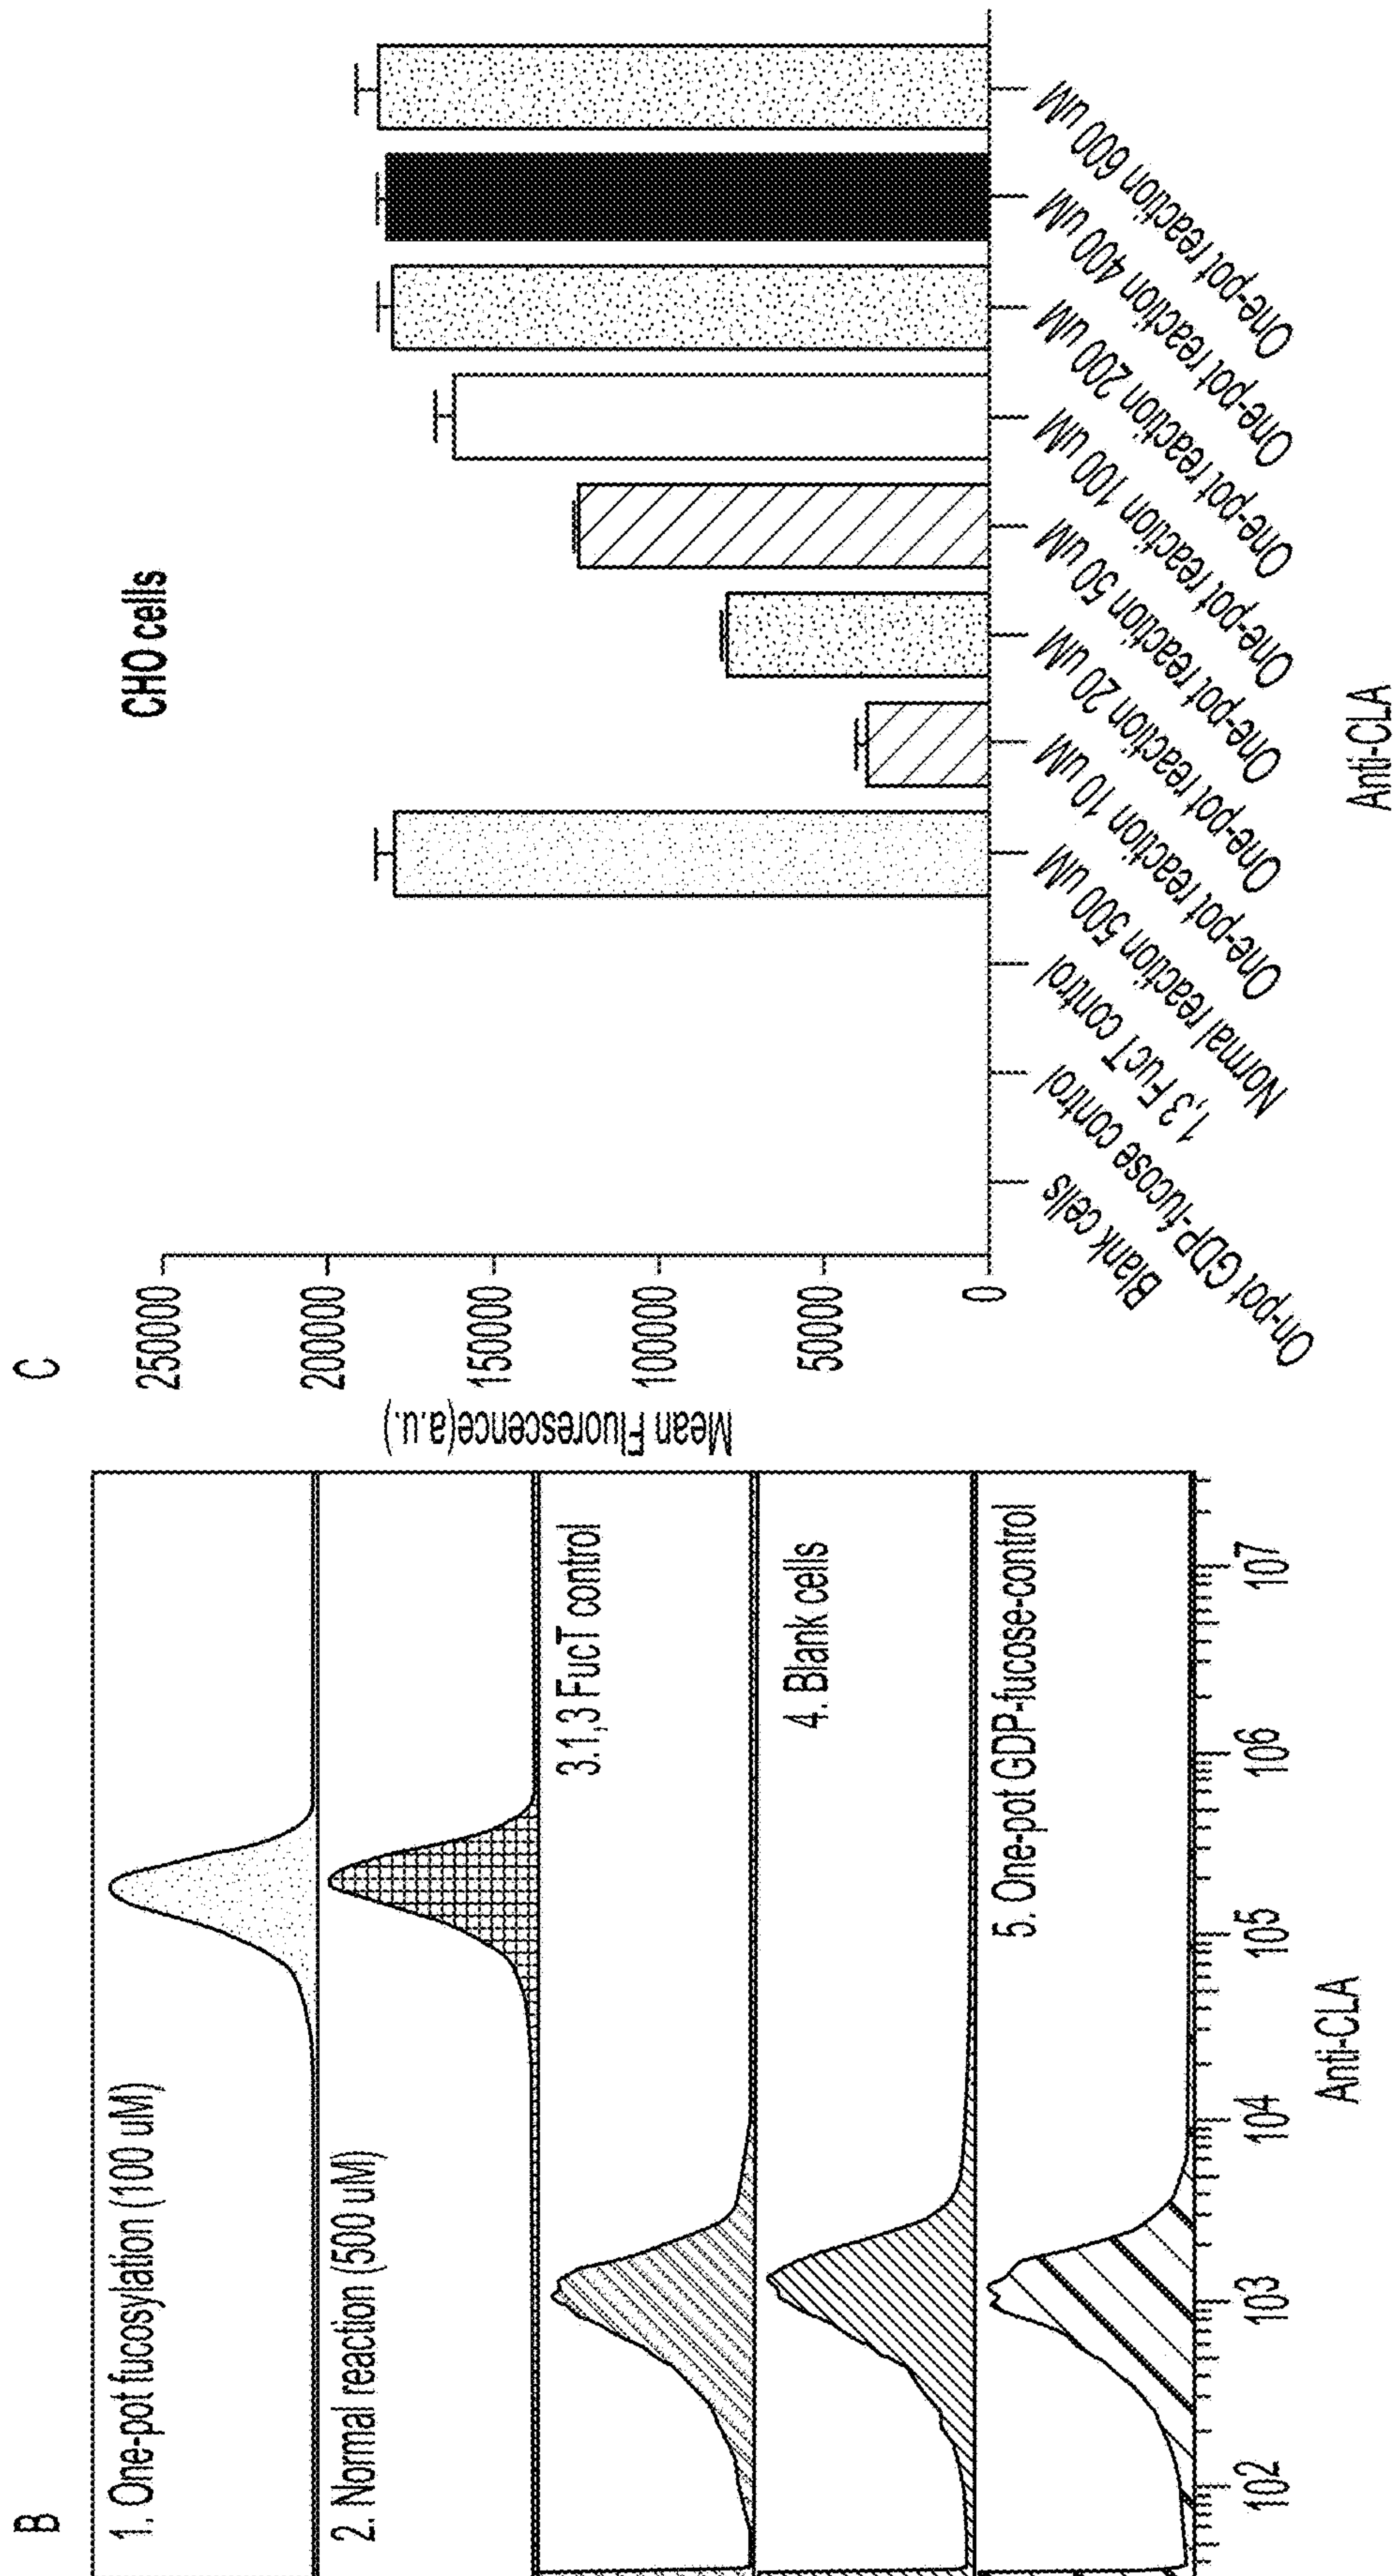 B
1. One-pot fucosylation (100 uM)
2. Normal reaction (500 uM)
3.1,3 FucT control
4. Blank cells
5. One-pot GDP-fucose-control
10²
10³
10⁴
10⁵
10⁶
10⁷
Anti-CLA
C
CHO cells
Mean Fluorescence(a.u.)
250000
200000
150000
100000
50000
0
Blank cells
On-pot GDP-fucose control
1,3 FucT control
Normal reaction 500 uM
One-pot reaction 10 uM
One-pot reaction 20 uM
One-pot reaction 50 uM
One-pot reaction 100 uM
One-pot reaction 200 uM
One-pot reaction 400 uM
One-pot reaction 600 uM
Anti-CLA